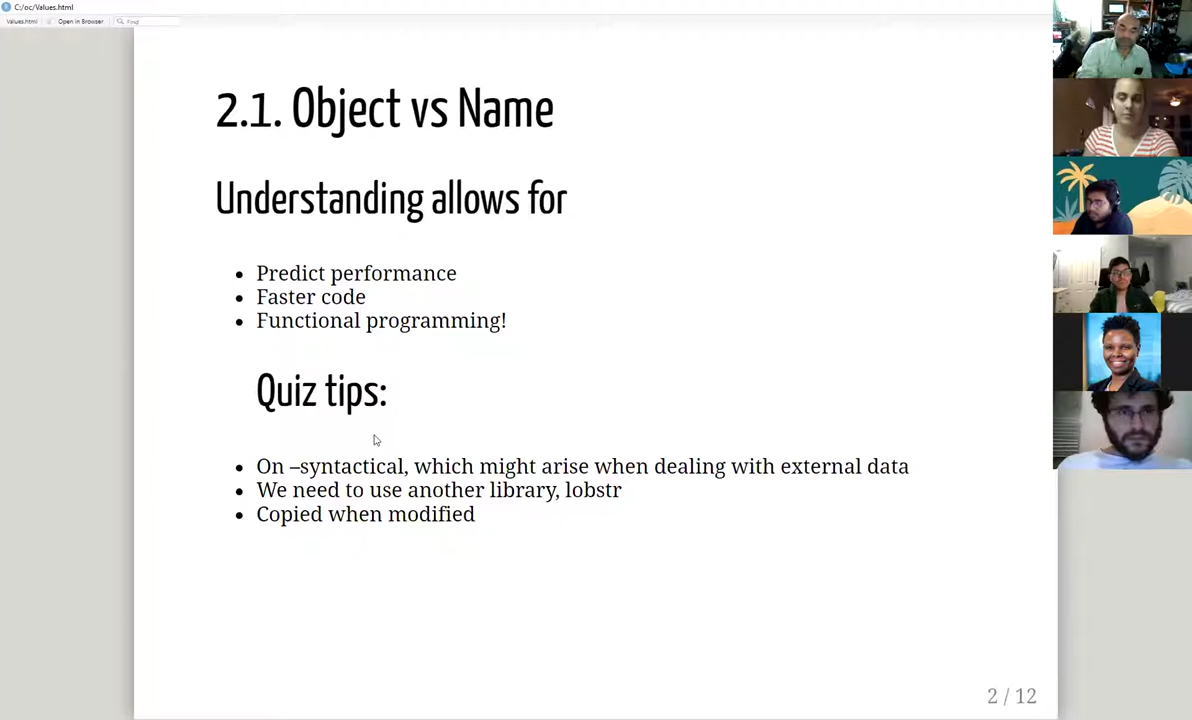 C:/oc/Values.html
Values.html
Open in Browser
Find
2.1. Object vs Name
Understanding allows for
• Predict performance
• Faster code
• Functional programming!
Quiz tips:
• On –syntactical, which might arise when dealing with external data
• We need to use another library, lobstr
• Copied when modified
2 / 12